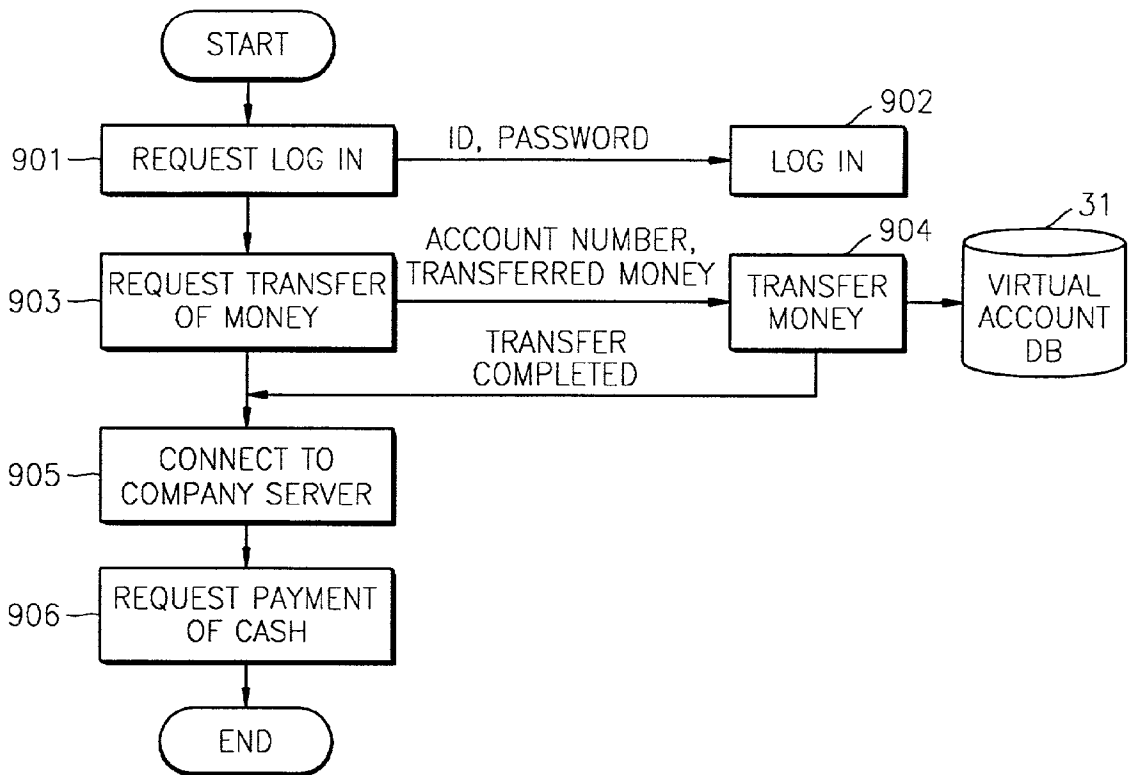 START
902
901
REQUEST LOG IN
ID, PASSWORD
LOG IN
31
904
ACCOUNT NUMBER,
TRANSFERRED MONEY
903
REQUEST TRANSFER
OF MONEY
TRANSFER
MONEY
VIRTUAL
ACCOUNT
DB
TRANSFER
COMPLETED
905
CONNECT TO
COMPANY SERVER
906
REQUEST PAYMENT
OF CASH
END